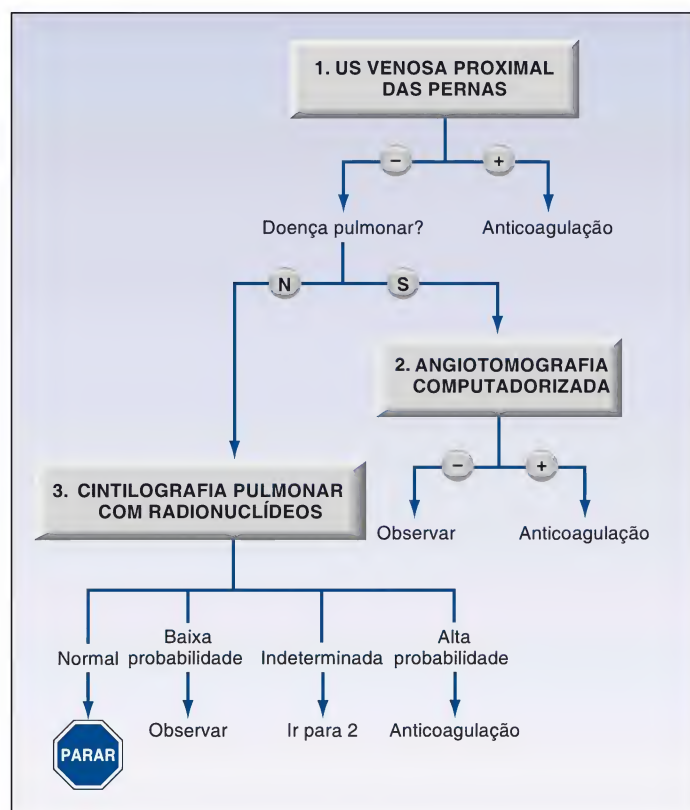 1. US VENOSA PROXIMAL
DAS PERNAS
−
+
Doença pulmonar?
Anticoagulação
N
S
2. ANGIOTOMOGRAFIA
COMPUTADORIZADA
−
+
Observar
Anticoagulação
3. CINTILOGRAFIA PULMONAR
COM RADIONUCLÍDEOS
Normal
Baixa
probabilidade
Indeterminada
Alta
probabilidade
PARAR
Observar
Ir para 2
Anticoagulação